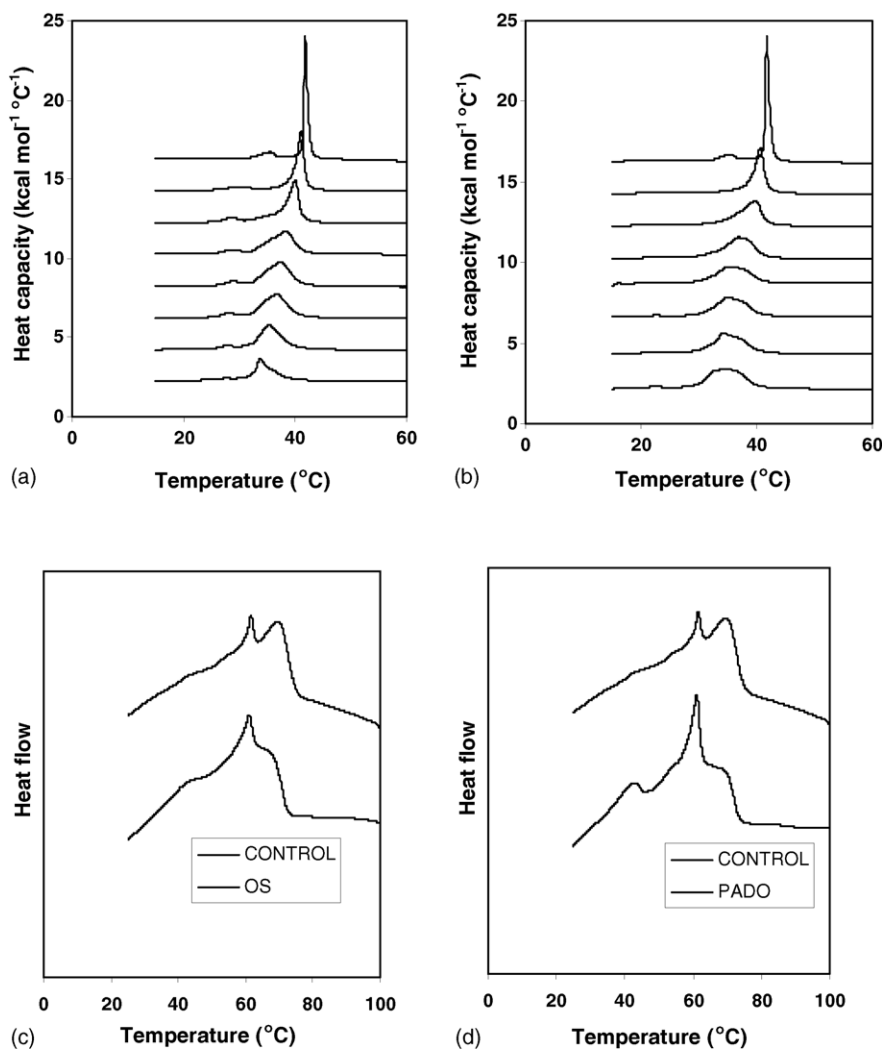 25
20
15
10
5
0
0 20 40 60
Heat capacity (kcal mol⁻¹ °C⁻¹)
Temperature (°C)
(a)
25
20
15
10
5
0
0 20 40 60
Heat capacity (kcal mol⁻¹ °C⁻¹)
Temperature (°C)
(b)
Heat flow
CONTROL
OS
0 20 40 60 80 100
Temperature (°C)
(c)
Heat flow
CONTROL
PADO
0 20 40 60 80 100
Temperature (°C)
(d)